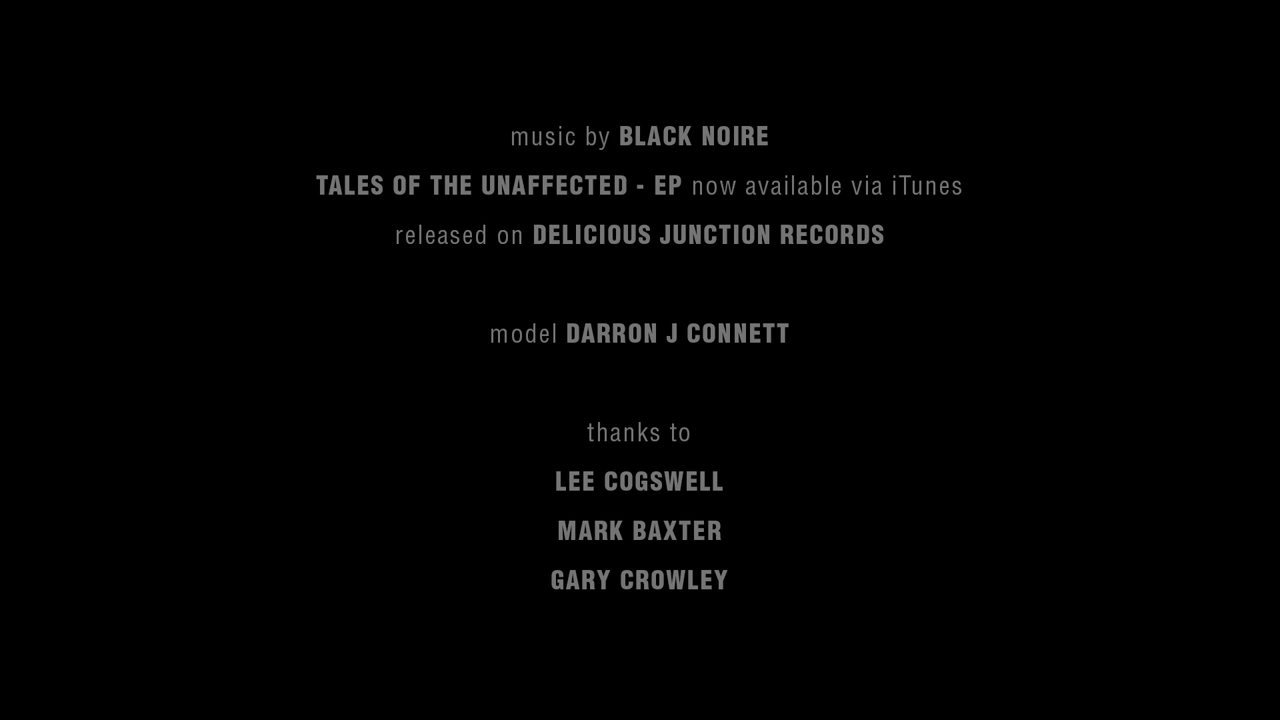 music by BLACK NOIRE
TALES OF THE UNAFFECTED - EP now available via iTunes
released on DELICIOUS JUNCTION RECORDS
model DARRON J CONNETT
thanks to
LEE COGSWELL
MARK BAXTER
GARY CROWLEY